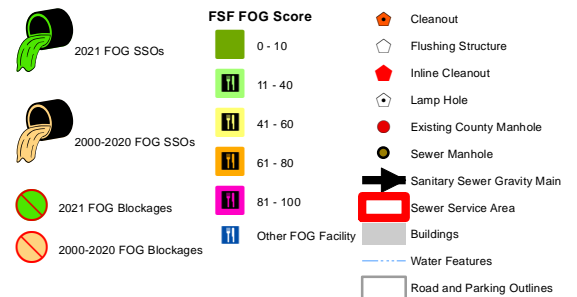 2021 FOG SSOs
2000-2020 FOG SSOs
2021 FOG Blockages
2000-2020 FOG Blockages
FSF FOG Score
0 - 10
11 - 40
41 - 60
61 - 80
81 - 100
Other FOG Facility
Cleanout
Flushing Structure
Inline Cleanout
Lamp Hole
Existing County Manhole
Sewer Manhole
Sanitary Sewer Gravity Main
Sewer Service Area
Buildings
Water Features
Road and Parking Outlines